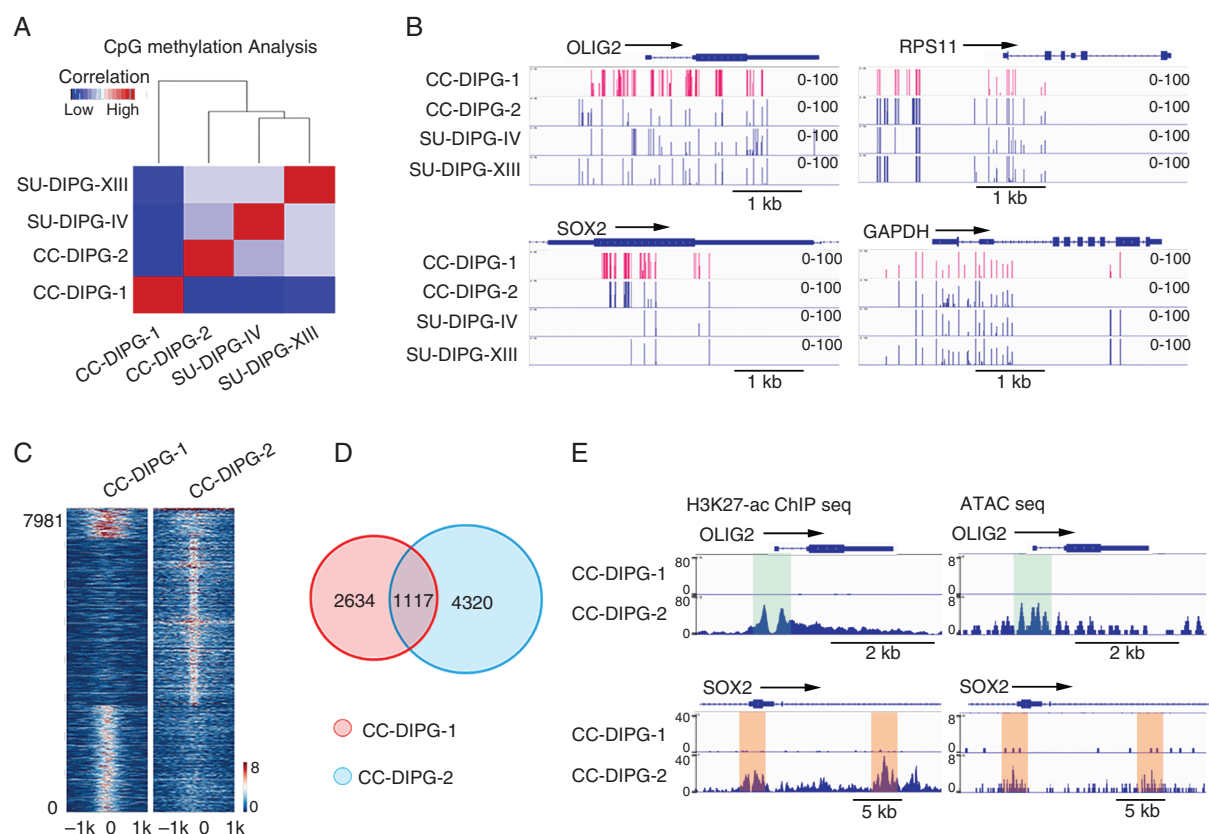 A
CpG methylation Analysis
Correlation
Low High
SU-DIPG-XIII
SU-DIPG-IV
CC-DIPG-2
CC-DIPG-1
CC-DIPG-1
CC-DIPG-2
SU-DIPG-IV
SU-DIPG-XIII
B
OLIG2
CC-DIPG-1 0-100
CC-DIPG-2 0-100
SU-DIPG-IV 0-100
SU-DIPG-XIII 0-100
1 kb
RPS11
0-100
0-100
0-100
0-100
1 kb
SOX2
CC-DIPG-1 0-100
CC-DIPG-2 0-100
SU-DIPG-IV 0-100
SU-DIPG-XIII 0-100
1 kb
GAPDH
0-100
0-100
0-100
0-100
1 kb
C
CC-DIPG-1
CC-DIPG-2
7981
0
8
0
−1k 0 1k
−1k 0 1k
D
2634 1117 4320
CC-DIPG-1
CC-DIPG-2
E
H3K27-ac ChIP seq
OLIG2
80
CC-DIPG-1
0
80
CC-DIPG-2
0
2 kb
ATAC seq
OLIG2
8
0
8
0
2 kb
SOX2
40
CC-DIPG-1
0
40
CC-DIPG-2
0
5 kb
SOX2
8
0
8
0
5 kb